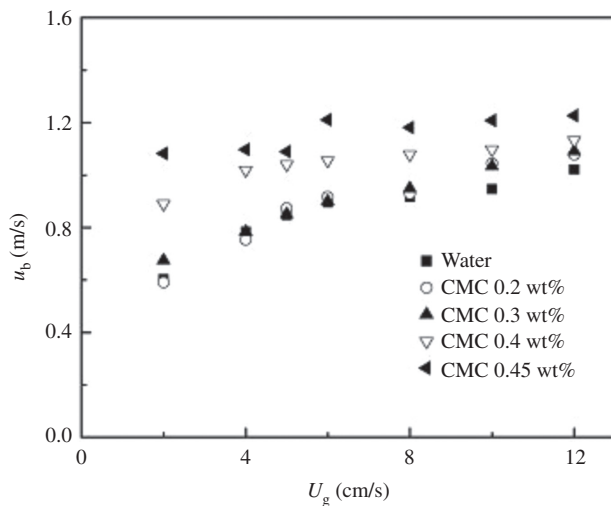 1.6
1.2
0.8
0.4
0.0
u_b (m/s)
Water
CMC 0.2 wt%
CMC 0.3 wt%
CMC 0.4 wt%
CMC 0.45 wt%
0 4 8 12
U_g (cm/s)